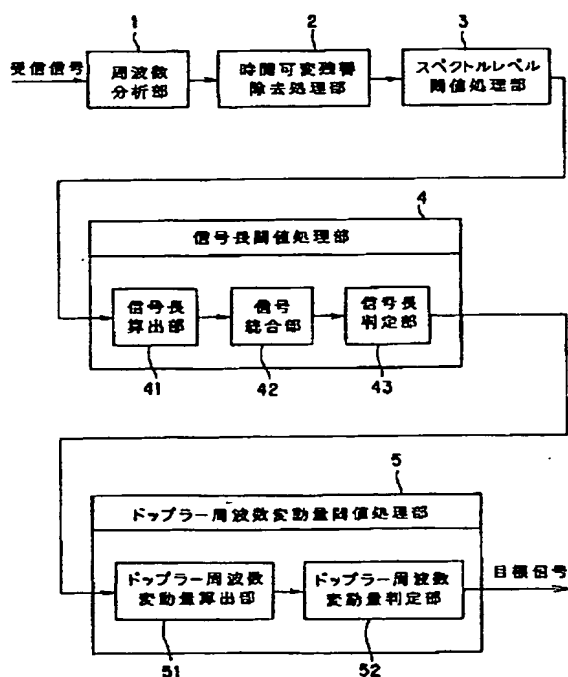 1
2
3
受信信号
周波数
分析部
時間可変残響
除去処理部
スペクトルレベル
閾値処理部
4
信号長閾値処理部
信号長
算出部
信号
統合部
信号長
判定部
41
42
43
5
ドップラー周波数変動量閾値処理部
ドップラー周波数
変動量算出部
ドップラー周波数
変動量判定部
目標信号
51
52